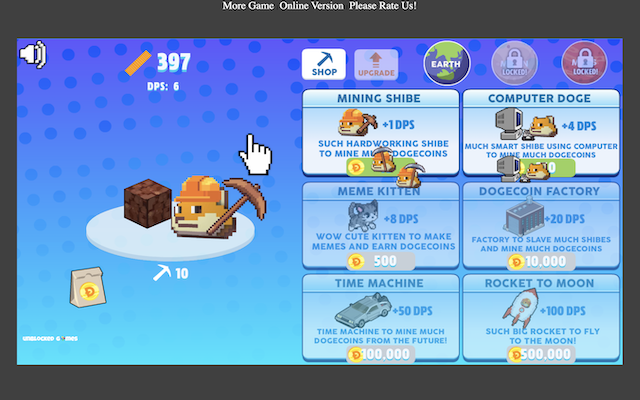 More Game Online Version Please Rate Us!
397
DPS: 6
SHOP
UPGRADE
EARTH
LOCKED!
LOCKED!
MINING SHIBE
+1 DPS
SUCH HARDWORKING SHIBE
TO MINE MUCH DOGECOINS
COMPUTER DOGE
+4 DPS
MUCH SMART SHIBE USING COMPUTER
TO MINE MUCH DOGECOINS
MEME KITTEN
+8 DPS
WOW CUTE KITTEN TO MAKE
MEMES AND EARN DOGECOINS
500
DOGECOIN FACTORY
+20 DPS
FACTORY TO SLAVE MUCH SHIBES
AND MINE MUCH DOGECOINS
10,000
TIME MACHINE
+50 DPS
TIME MACHINE TO MINE MUCH
DOGECOINS FROM THE FUTURE!
100,000
ROCKET TO MOON
+100 DPS
SUCH BIG ROCKET TO FLY
TO THE MOON!
500,000
10
UNBLOCKED GAMES